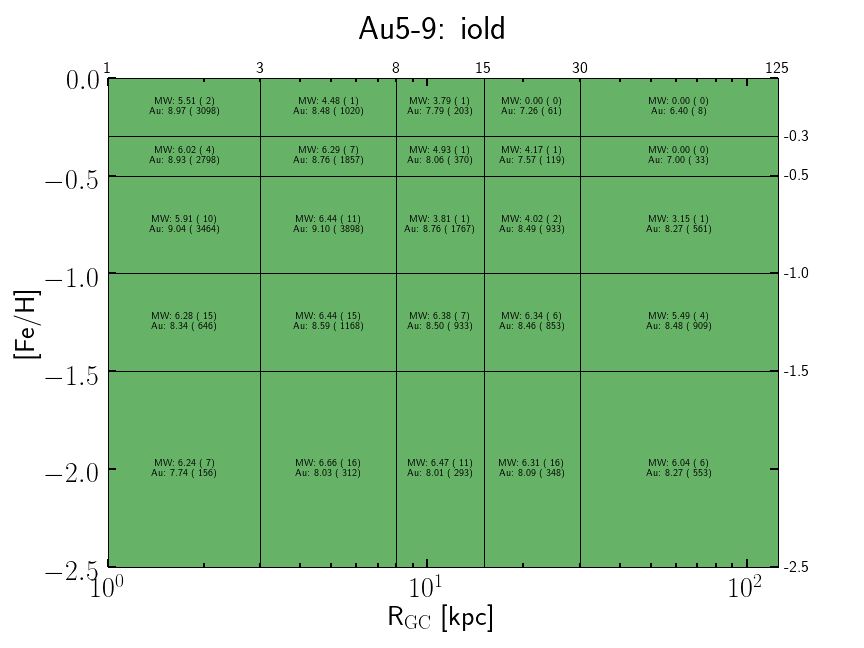 Au5-9: iold
1 3 8 15 30 125
0.0
MW: 5.51 ( 2) MW: 4.48 ( 1) MW: 3.79 ( 1) MW: 0.00 ( 0) MW: 0.00 ( 0)
Au: 8.97 ( 3098) Au: 8.48 ( 1020) Au: 7.79 ( 203) Au: 7.26 ( 61) Au: 6.40 ( 8)
-0.3
MW: 6.02 ( 4) MW: 6.29 ( 7) MW: 4.93 ( 1) MW: 4.17 ( 1) MW: 0.00 ( 0)
Au: 8.93 ( 2798) Au: 8.76 ( 1857) Au: 8.06 ( 370) Au: 7.57 ( 119) Au: 7.00 ( 33)
−0.5 -0.5
MW: 5.91 ( 10) MW: 6.44 ( 11) MW: 3.81 ( 1) MW: 4.02 ( 2) MW: 3.15 ( 1)
Au: 9.04 ( 3464) Au: 9.10 ( 3898) Au: 8.76 ( 1767) Au: 8.49 ( 933) Au: 8.27 ( 561)
−1.0 -1.0
MW: 6.28 ( 15) MW: 6.44 ( 15) MW: 6.38 ( 7) MW: 6.34 ( 6) MW: 5.49 ( 4)
Au: 8.34 ( 646) Au: 8.59 ( 1168) Au: 8.50 ( 933) Au: 8.46 ( 853) Au: 8.48 ( 909)
[Fe/H]
−1.5 -1.5
MW: 6.24 ( 7) MW: 6.66 ( 16) MW: 6.47 ( 11) MW: 6.31 ( 16) MW: 6.04 ( 6)
Au: 7.74 ( 156) Au: 8.03 ( 312) Au: 8.01 ( 293) Au: 8.09 ( 348) Au: 8.27 ( 553)
−2.0
−2.5 -2.5
10⁰ 10¹ 10²
R_GC [kpc]